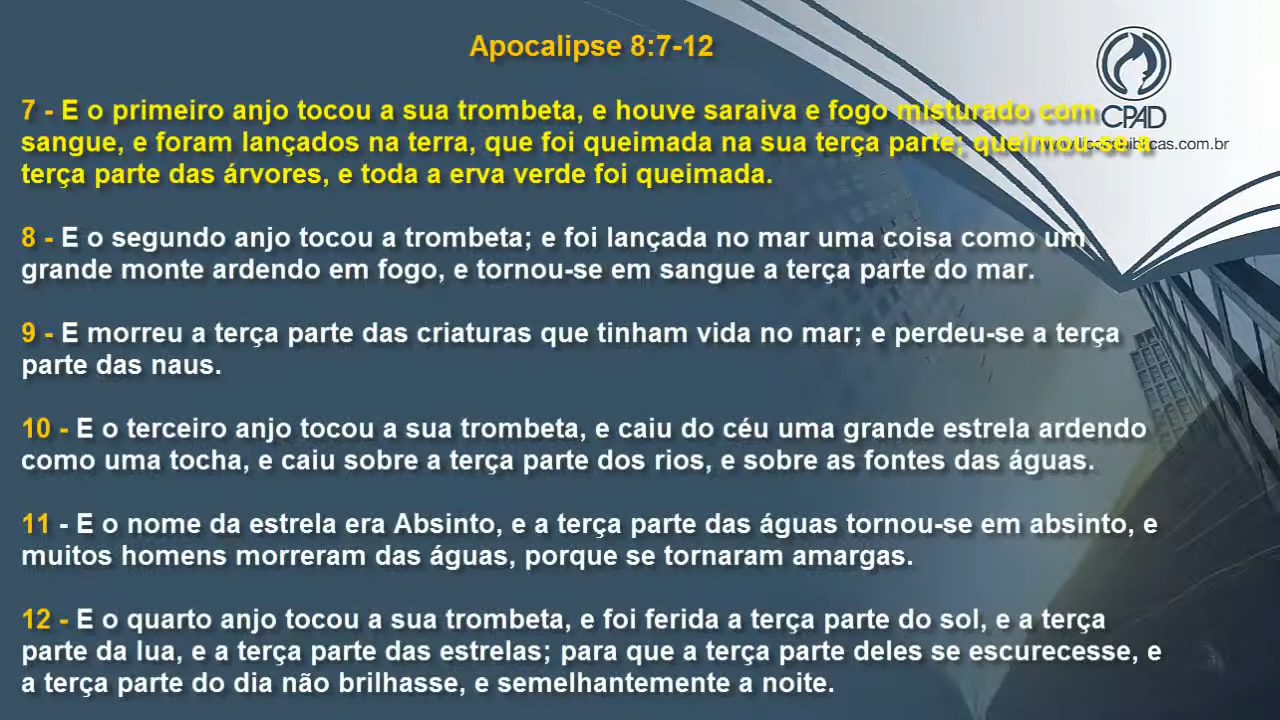 Apocalipse 8:7-12
7 - E o primeiro anjo tocou a sua trombeta, e houve saraiva e fogo misturado com
sangue, e foram lançados na terra, que foi queimada na sua terça parte; queimou-se a
terça parte das árvores, e toda a erva verde foi queimada.
8 - E o segundo anjo tocou a trombeta; e foi lançada no mar uma coisa como um
grande monte ardendo em fogo, e tornou-se em sangue a terça parte do mar.
9 - E morreu a terça parte das criaturas que tinham vida no mar; e perdeu-se a terça
parte das naus.
10 - E o terceiro anjo tocou a sua trombeta, e caiu do céu uma grande estrela ardendo
como uma tocha, e caiu sobre a terça parte dos rios, e sobre as fontes das águas.
11 - E o nome da estrela era Absinto, e a terça parte das águas tornou-se em absinto, e
muitos homens morreram das águas, porque se tornaram amargas.
12 - E o quarto anjo tocou a sua trombeta, e foi ferida a terça parte do sol, e a terça
parte da lua, e a terça parte das estrelas; para que a terça parte deles se escurecesse, e
a terça parte do dia não brilhasse, e semelhantemente a noite.
CPAD